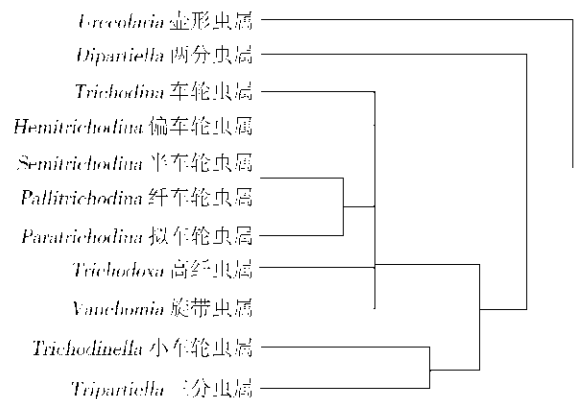 Urceolaria 壶形虫属
Dipartiella 两分虫属
Trichodina 车轮虫属
Hemitrichodina 偏车轮虫属
Semitrichodina 半车轮虫属
Pallitrichodina 纤车轮虫属
Paratrichodina 拟车轮虫属
Trichodoxa 高纤虫属
Vauchomia 旋带虫属
Trichodinella 小车轮虫属
Tripartiella 三分虫属